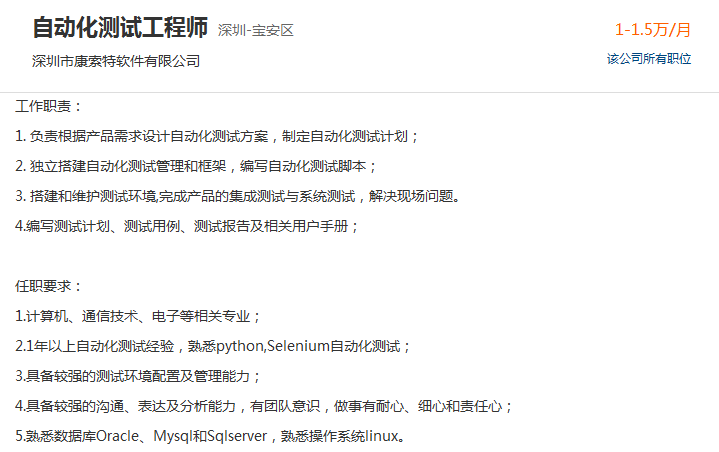 自动化测试工程师 深圳-宝安区 1-1.5万/月
深圳市康索特软件有限公司 该公司所有职位
工作职责：
1. 负责根据产品需求设计自动化测试方案，制定自动化测试计划；
2. 独立搭建自动化测试管理和框架，编写自动化测试脚本；
3. 搭建和维护测试环境,完成产品的集成测试与系统测试，解决现场问题。
4.编写测试计划、测试用例、测试报告及相关用户手册；
任职要求：
1.计算机、通信技术、电子等相关专业；
2.1年以上自动化测试经验，熟悉python,Selenium自动化测试；
3.具备较强的测试环境配置及管理能力；
4.具备较强的沟通、表达及分析能力，有团队意识，做事有耐心、细心和责任心；
5.熟悉数据库Oracle、Mysql和Sqlserver，熟悉操作系统linux。